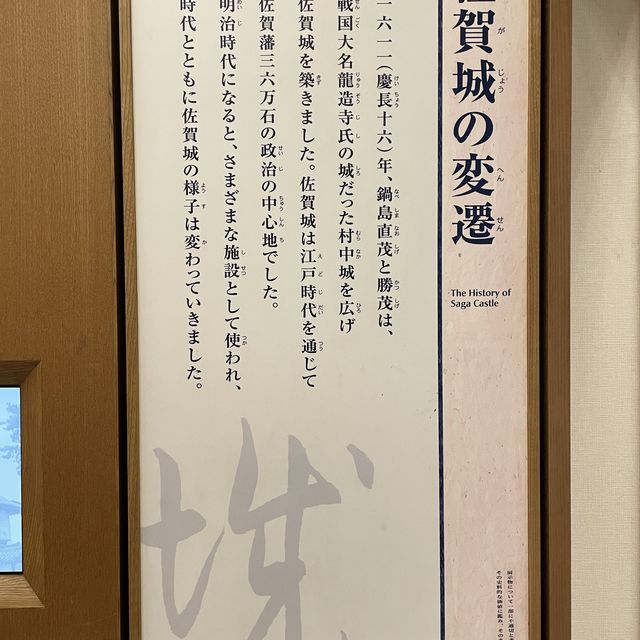 佐賀城の変遷
The History of
Saga Castle
一六一一（慶長十六）年、鍋島直茂と勝茂は、
戦国大名龍造寺氏の城だった村中城を広げ
佐賀城を築きました。佐賀城は江戸時代を通じて
佐賀藩三六万石の政治の中心地でした。
明治時代になると、さまざまな施設として使われ、
時代とともに佐賀城の様子は変わっていきました。
城